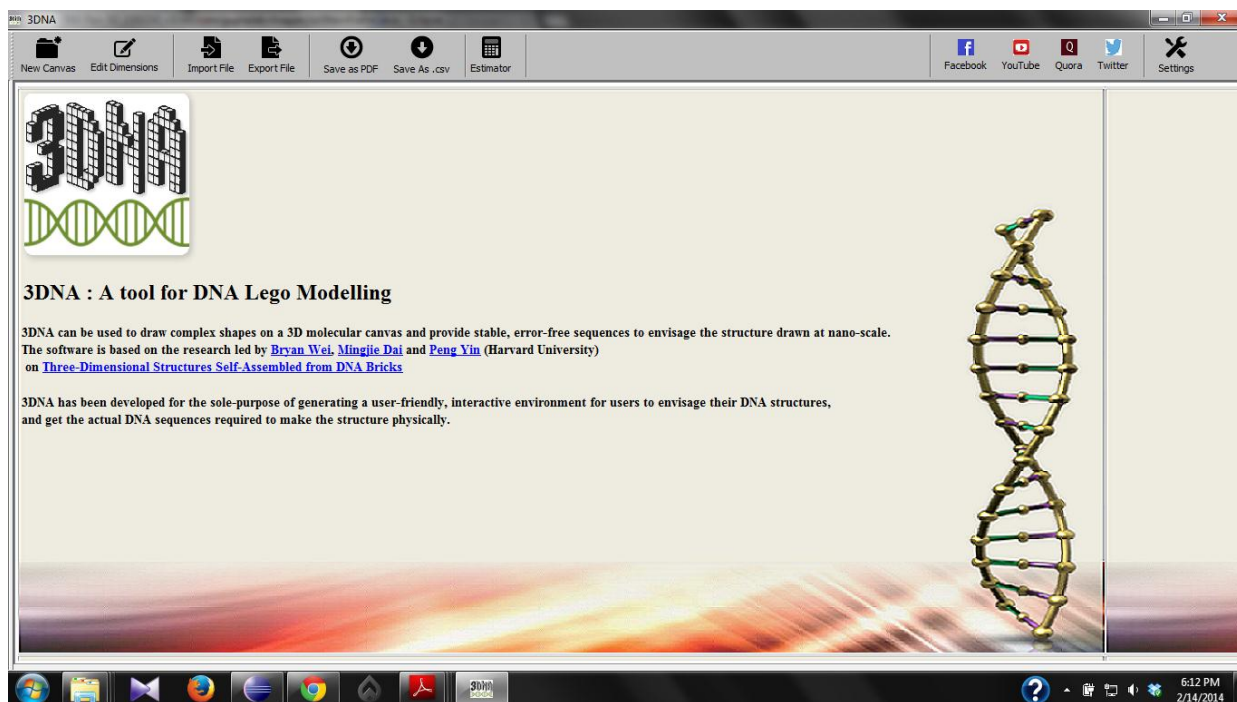 3DNA
New Canvas Edit Dimensions Import File Export File Save as PDF Save As .csv Estimator Facebook YouTube Quora Twitter Settings
3DNA
3DNA : A tool for DNA Lego Modelling
3DNA can be used to draw complex shapes on a 3D molecular canvas and provide stable, error-free sequences to envisage the structure drawn at nano-scale.
The software is based on the research led by Bryan Wei, Mingjie Dai and Peng Yin (Harvard University)
on Three-Dimensional Structures Self-Assembled from DNA Bricks
3DNA has been developed for the sole-purpose of generating a user-friendly, interactive environment for users to envisage their DNA structures,
and get the actual DNA sequences required to make the structure physically.
3DNA
6:12 PM
2/14/2014